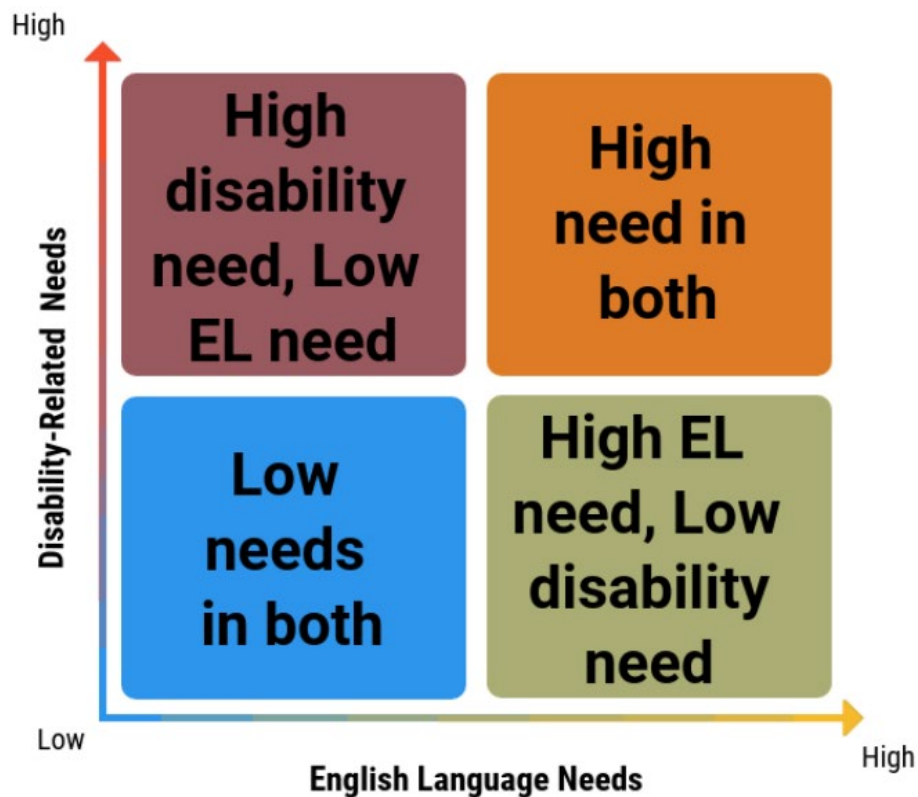 High
High
disability
need, Low
EL need
High
need in
both
Disability-Related Needs
Low
needs
in both
High EL
need, Low
disability
need
Low
High
English Language Needs